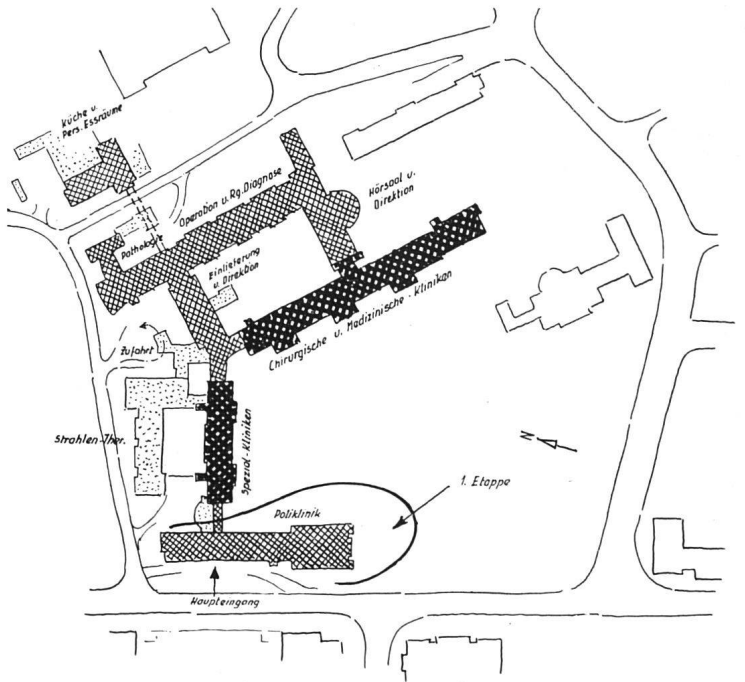 Küche u.
Pers. Essräume
Operation u. Rg. Diagnose
Hörsaal u.
Direktion
Pathologie
Einlieferung
u. Direktion
Chirurgische u. Medizinische-Kliniken
Zufahrt
Strahlen-Ther.
Spezial-Kliniken
N
1. Etappe
Poliklinik
Haupteingang